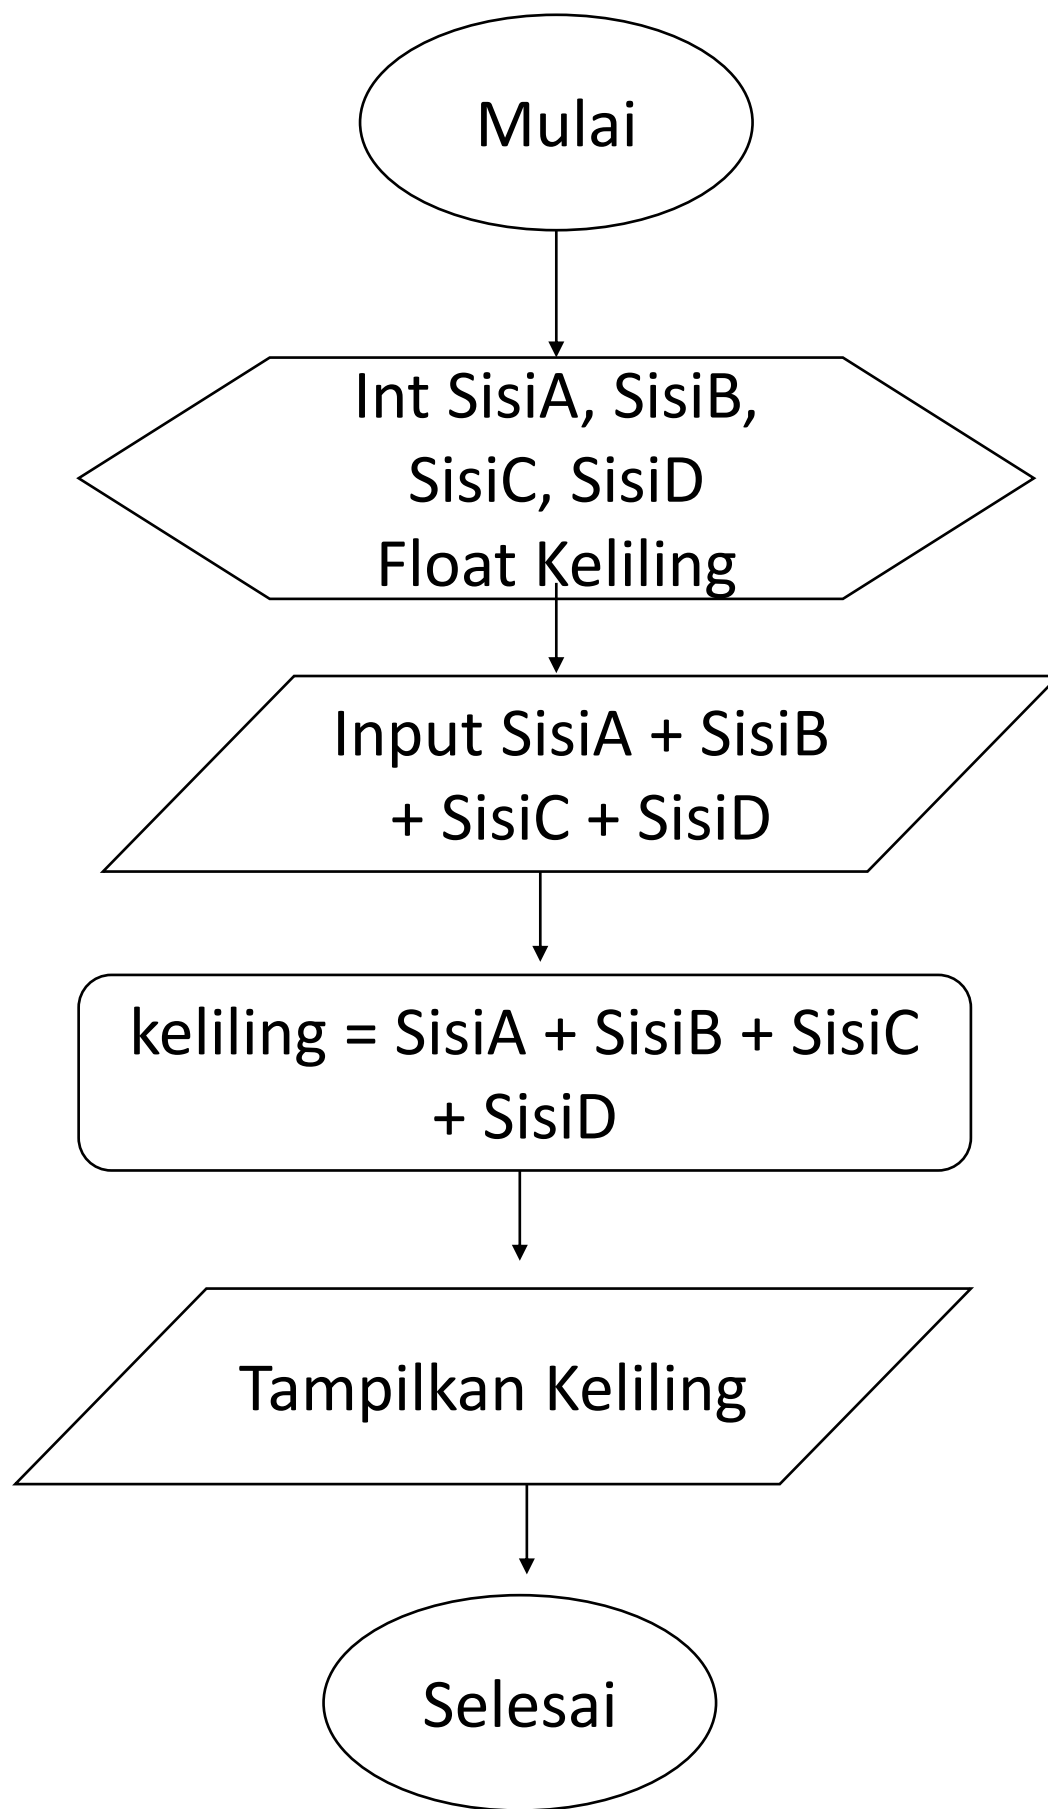 Mulai
Int SisiA, SisiB,
SisiC, SisiD
Float Keliling
Input SisiA + SisiB
+ SisiC + SisiD
keliling = SisiA + SisiB + SisiC
+ SisiD
Tampilkan Keliling
Selesai